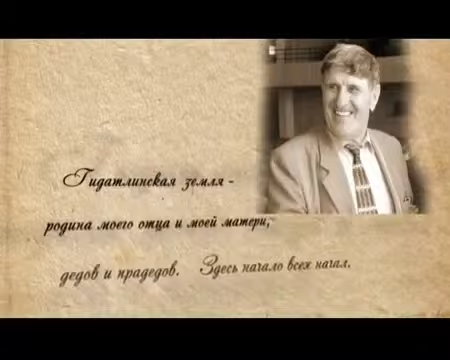 Гидатлинская земля -
родина моего отца и моей матери,
дедов и прадедов. Здесь начало всех начал.